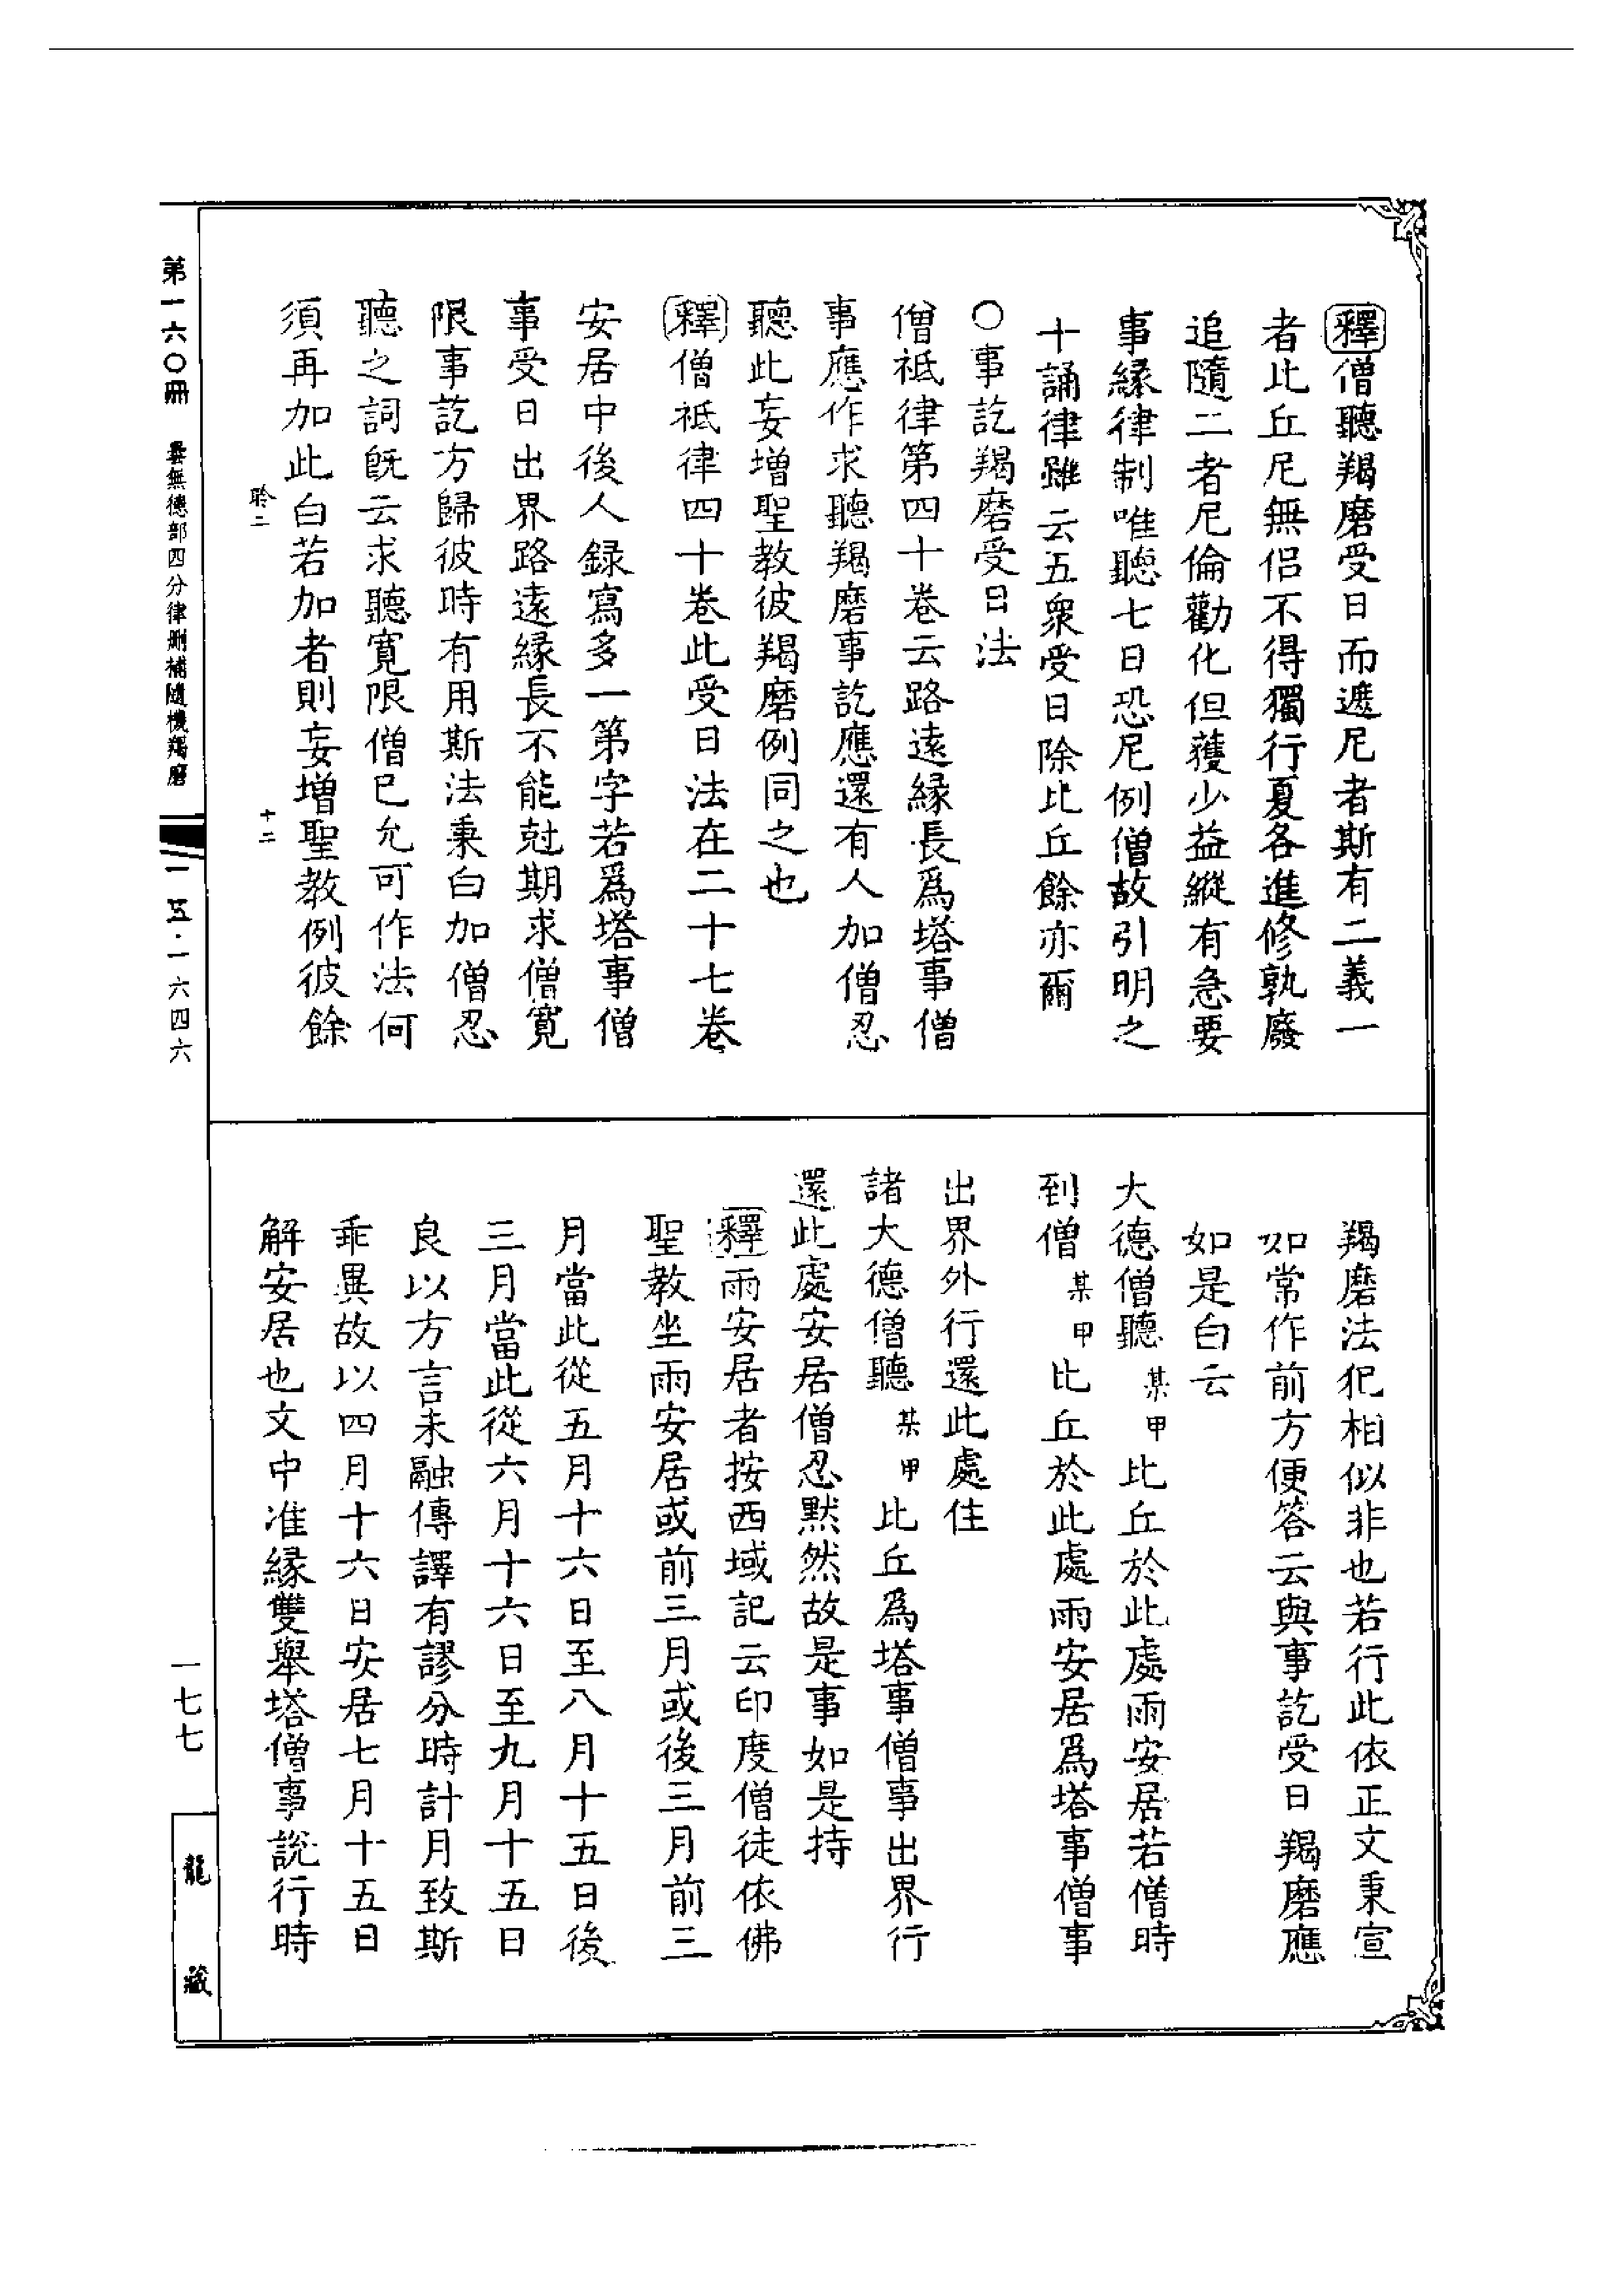 釋僧聽羯磨受日而遮尼者斯有二義一
者比丘尼無侶不得獨行夏各進修孰廢
追隨二者尼倫勸化但獲少益縱有急要
事縁律制唯聽七日恐尼例僧故引明之
十誦律雖云五衆受日除比丘餘亦爾
○事訖羯磨受日法
僧祇律第四十卷云路遠縁長爲塔事僧
事應作求聽羯磨事訖應還有人加僧忍
聽此妄增聖教彼羯磨例同之也
釋僧祇律四十卷此受日法在二十七卷
安居中後人録寫多一第字若爲塔事僧
事受日出界路遠縁長不能尅期求僧寬
限事訖方歸彼時有用斯法秉白加僧忍
聽之詞旣云求聽寬限僧已允可作法何
須再加此白若加者則妄增聖教例彼餘
聆二
十二
羯磨法犯相似非也若行此依正文秉宣
如常作前方便答云與事訖受日羯磨應
如是白云
大德僧聽某甲比丘於此處雨安居若僧時
到僧某甲比丘於此處雨安居爲塔事僧事
出界外行還此處住
諸大德僧聽某甲比丘爲塔事僧事出界行
還此處安居僧忍默然故是事如是持
釋雨安居者按西域記云印度僧徒依佛
聖教坐雨安居或前三月或後三月前三
月當此從五月十六日至八月十五日後
三月當此從六月十六日至九月十五日
良以方言未融傳譯有謬分時計月致斯
乖異故以四月十六日安居七月十五日
解安居也文中准縁雙舉塔僧事說行時
第一六〇冊
曇無德部四分律刪補隨機羯磨
一五·一六四六
一七七
龍藏